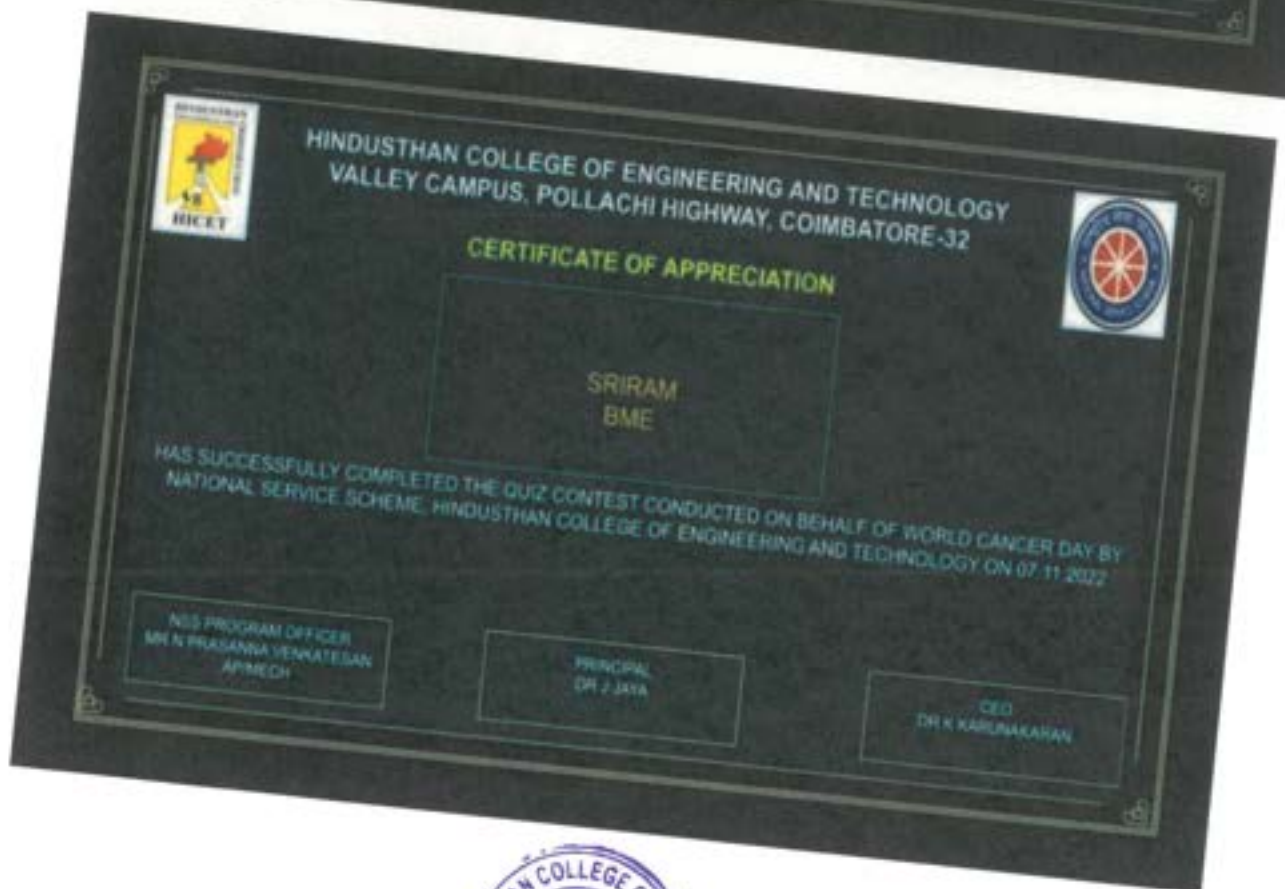 HINDUSTHAN COLLEGE OF ENGINEERING AND TECHNOLOGY
VALLEY CAMPUS, POLLACHI HIGHWAY, COIMBATORE-32
HICET
CERTIFICATE OF APPRECIATION
SRIRAM
BME
HAS SUCCESSFULLY COMPLETED THE QUIZ CONTEST CONDUCTED ON BEHALF OF WORLD CANCER DAY BY
NATIONAL SERVICE SCHEME, HINDUSTHAN COLLEGE OF ENGINEERING AND TECHNOLOGY ON 07.11.2022
NSS PROGRAM OFFICER
MR N PRASANNA VENKATESAN
AP/MECH
PRINCIPAL
DR J JAYA
CEO
DR K KARUNAKARAN
COLLEGE